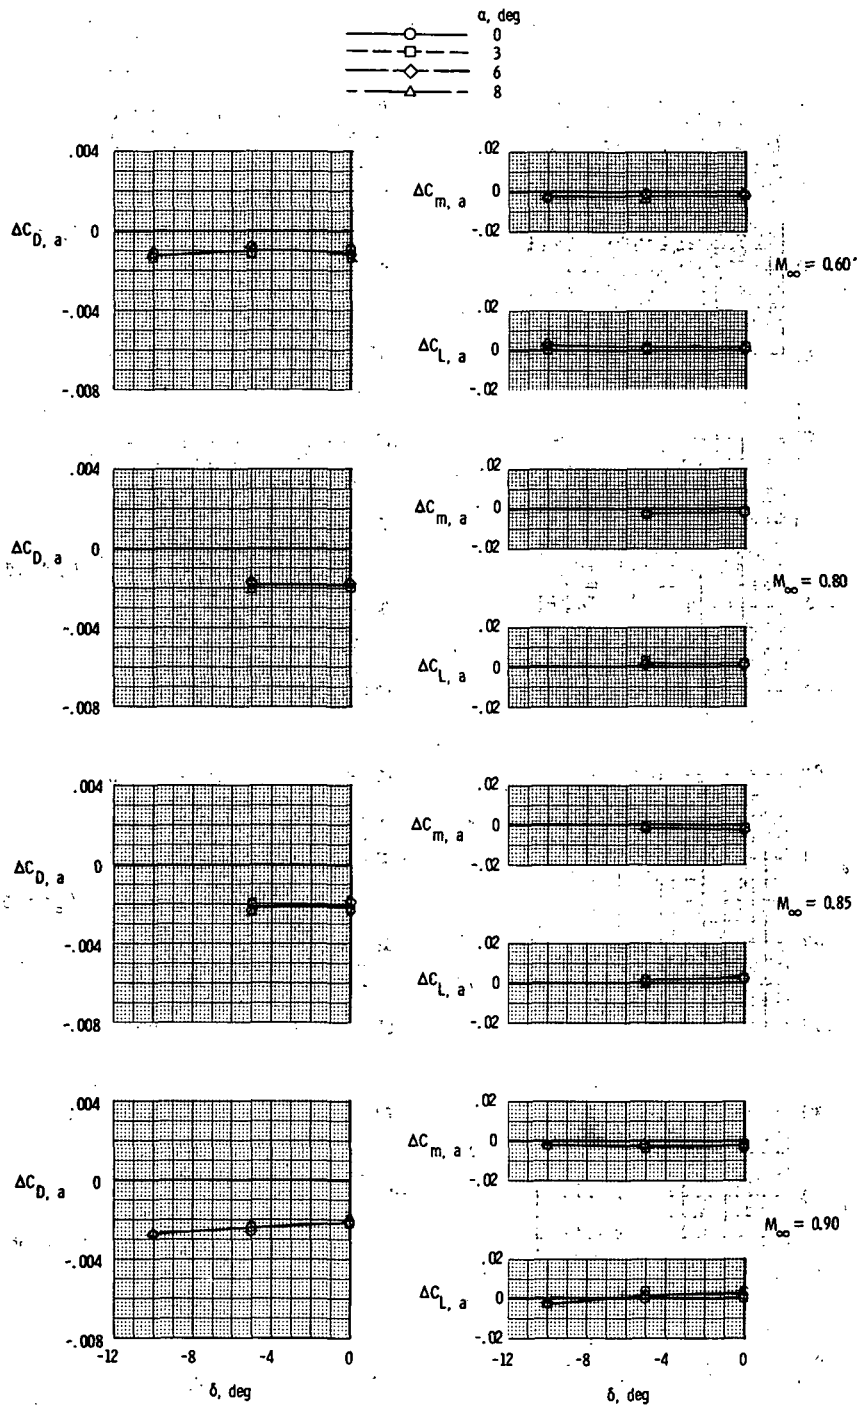 α, deg
0
3
6
8
.004
0
-.004
-.008
ΔC_D, a
.02
0
-.02
ΔC_m, a
.02
0
-.02
ΔC_L, a
M_∞ = 0.60
.004
0
-.004
-.008
ΔC_D, a
.02
0
-.02
ΔC_m, a
.02
0
-.02
ΔC_L, a
M_∞ = 0.80
.004
0
-.004
-.008
ΔC_D, a
.02
0
-.02
ΔC_m, a
.02
0
-.02
ΔC_L, a
M_∞ = 0.85
.004
0
-.004
-.008
ΔC_D, a
-12 -8 -4 0
δ, deg
.02
0
-.02
ΔC_m, a
.02
0
-.02
ΔC_L, a
M_∞ = 0.90
-12 -8 -4 0
δ, deg